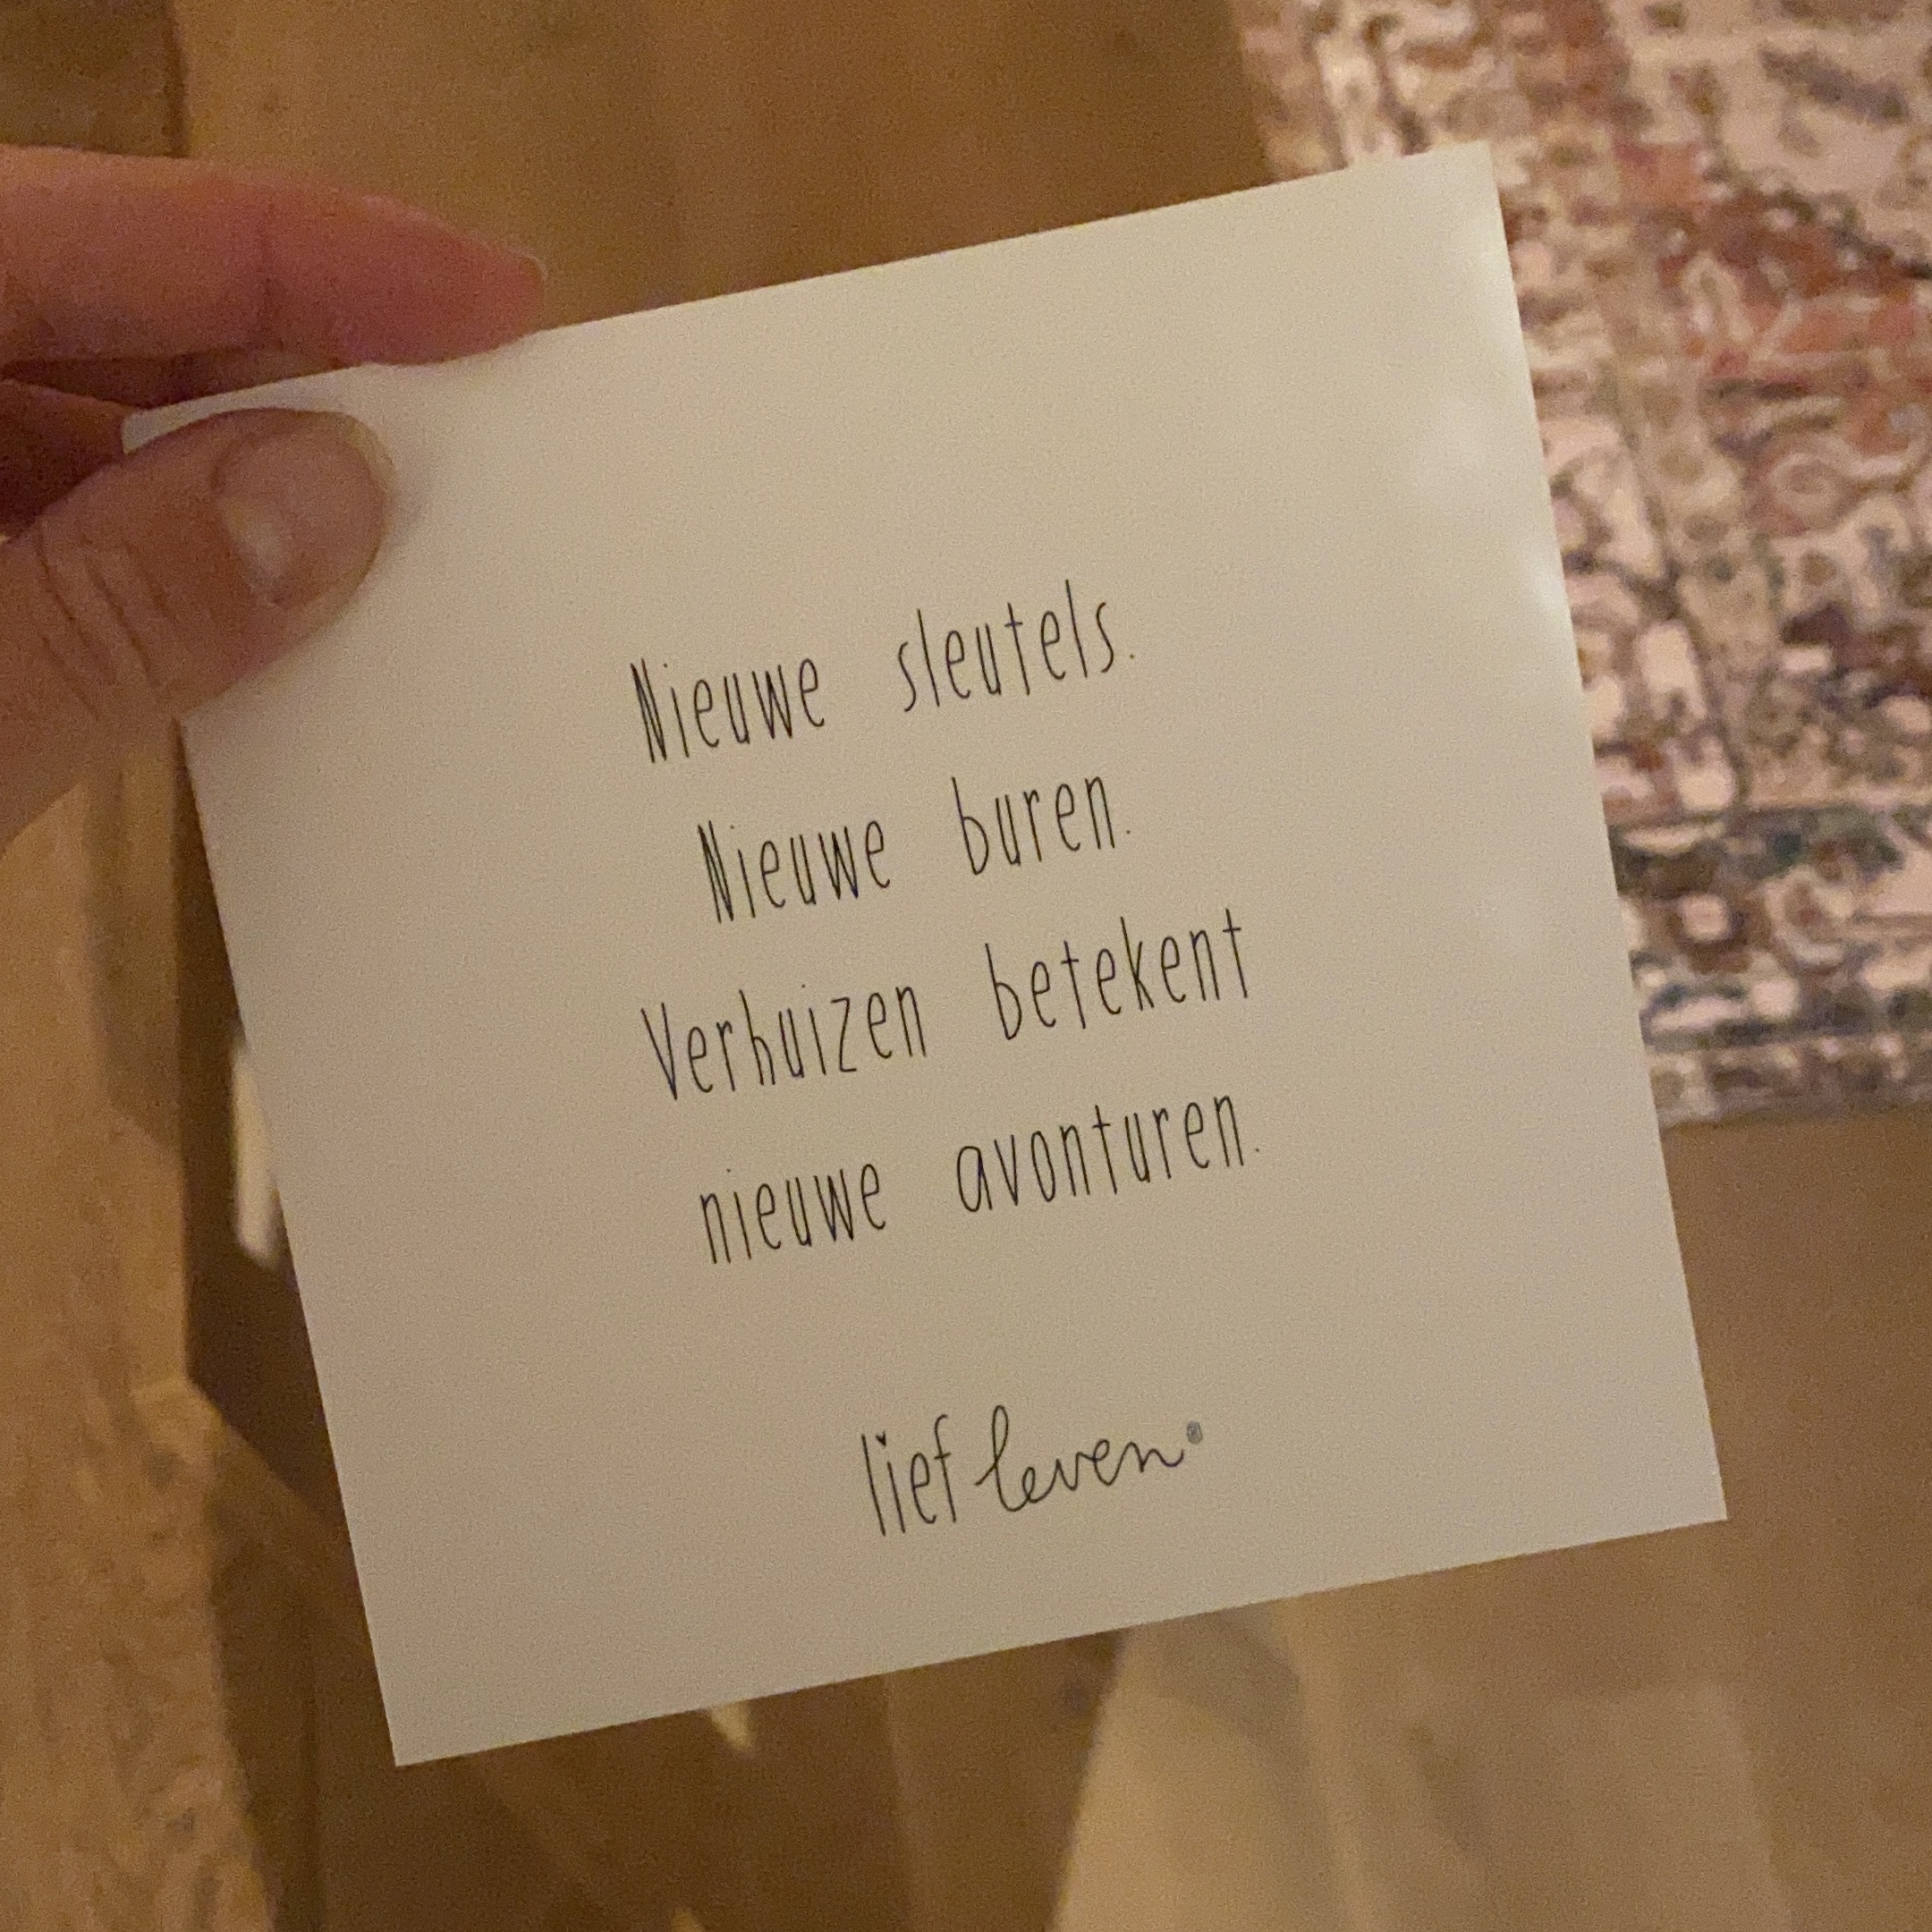 Nieuwe sleutels.
Nieuwe buren.
Verhuizen betekent
nieuwe avonturen.
lief leven®